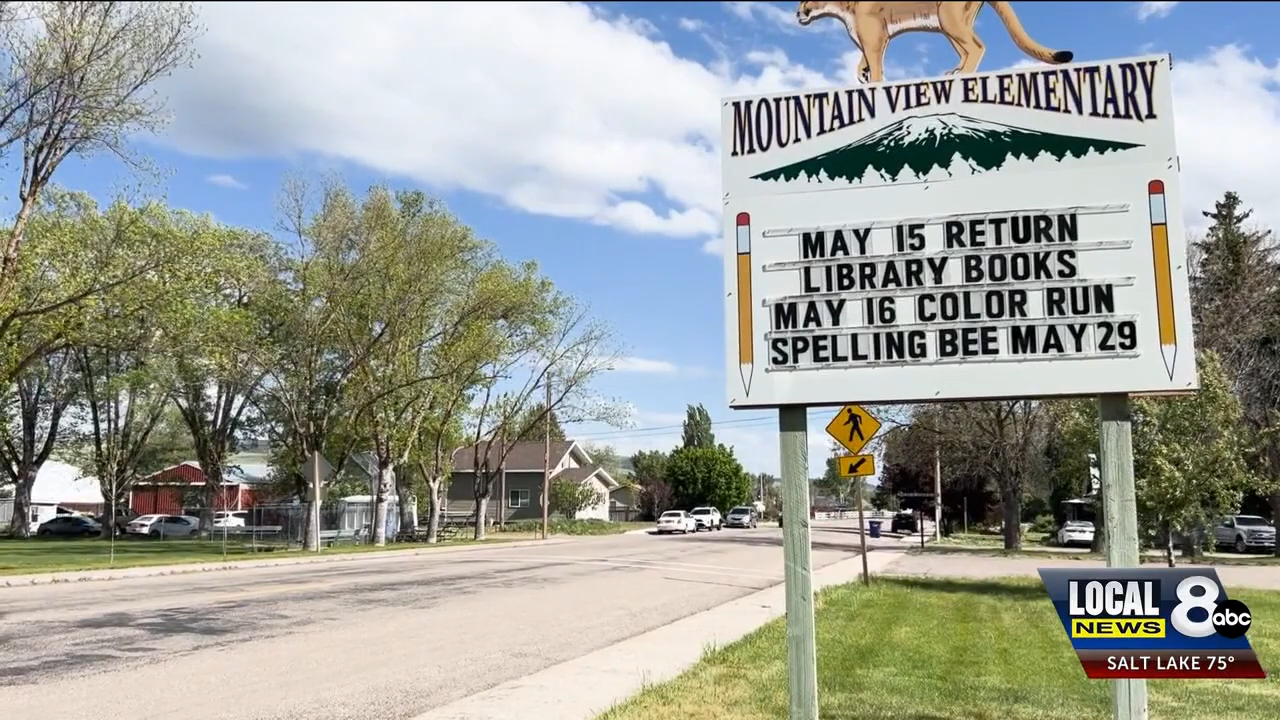 MOUNTAIN VIEW ELEMENTARY
MAY 15 RETURN
LIBRARY BOOKS
MAY 16 COLOR RUN
SPELLING BEE MAY 29
LOCAL 8 abc
NEWS
SALT LAKE 75°